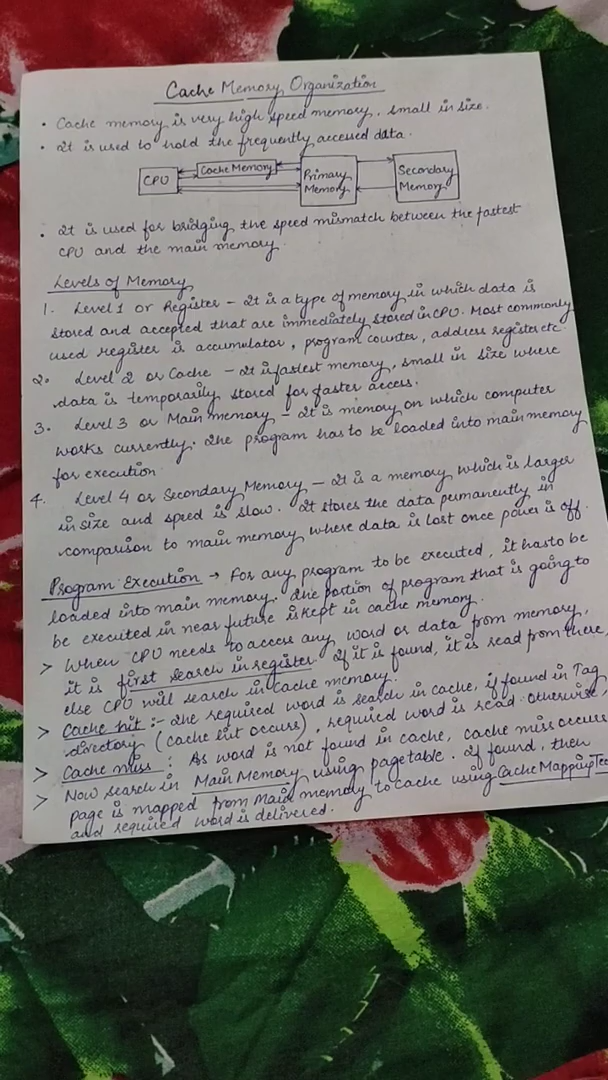 Cache Memory Organization
• Cache memory is very high speed memory, small in size.
• It is used to hold the frequently accessed data.
CPU
Cache Memory
Primary Memory
Secondary Memory
• It is used for bridging the speed mismatch between the fastest
CPU and the main memory.
Levels of Memory
1. Level 1 or Register - It is a type of memory in which data is
stored and accepted that are immediately stored in CPU. Most commonly
used register is accumulator, program counter, address register etc.
2. Level 2 or Cache - It is fastest memory, small in size where
data is temporarily stored for faster access.
3. Level 3 or Main memory - It is memory on which computer
works currently. The program has to be loaded into main memory
for execution
4. Level 4 or Secondary Memory - It is a memory which is larger
in size and speed is slow. It stores the data permanently in
comparison to main memory where data is lost once power is off.
Program Execution → For any program to be executed, it has to be
loaded into main memory. The portion of program that is going to
be executed in near future is kept in cache memory.
> When CPU needs to access any word or data from memory,
it is first search in register. If it is found, it is read from there,
else CPU will search in cache memory.
> Cache hit :- The required word is search in cache, if found in Tag
directory (cache hit occurs), required word is read. Otherwise,
> Cache miss : As word is not found in cache, cache miss occurs
> Now search in Main Memory using page table. If found, then
page is mapped from Main memory to cache using Cache Mapping Tec
and required word is delivered.